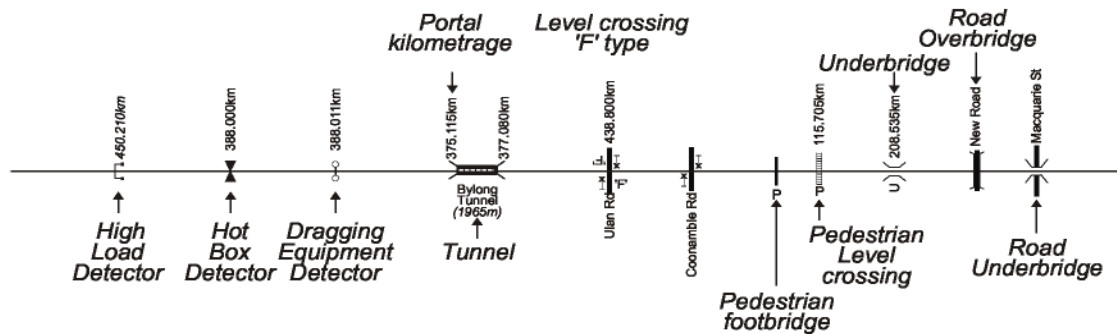 Portal
kilometrage
Level crossing
'F' type
Underbridge
Road
Overbridge
450.210km
388.000km
388.011km
375.115km
377.080km
438.800km
115.705km
208.535km
New Road
Macquarie St
Bylong
Tunnel
(1965m)
"F"
"F"
Ulan Rd
Coonamble Rd
P
P
U
High
Load
Detector
Hot
Box
Detector
Dragging
Equipment
Detector
Tunnel
Pedestrian
footbridge
Pedestrian
Level
crossing
Road
Underbridge